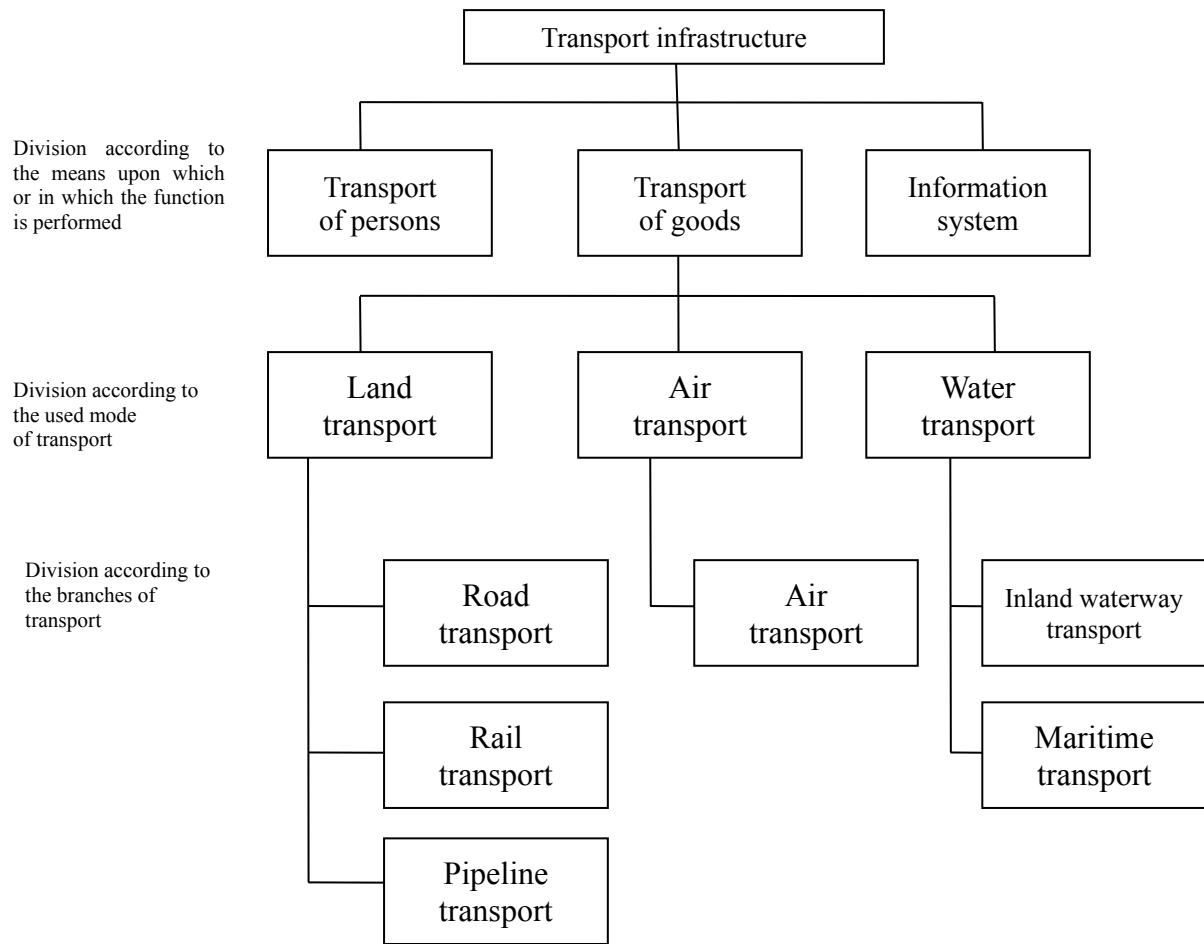 Transport infrastructure
Division according to
the means upon which
or in which the function
is performed
Transport
of persons
Transport
of goods
Information
system
Division according to
the used mode
of transport
Land
transport
Air
transport
Water
transport
Division according to
the branches of
transport
Road
transport
Air
transport
Inland waterway
transport
Rail
transport
Maritime
transport
Pipeline
transport